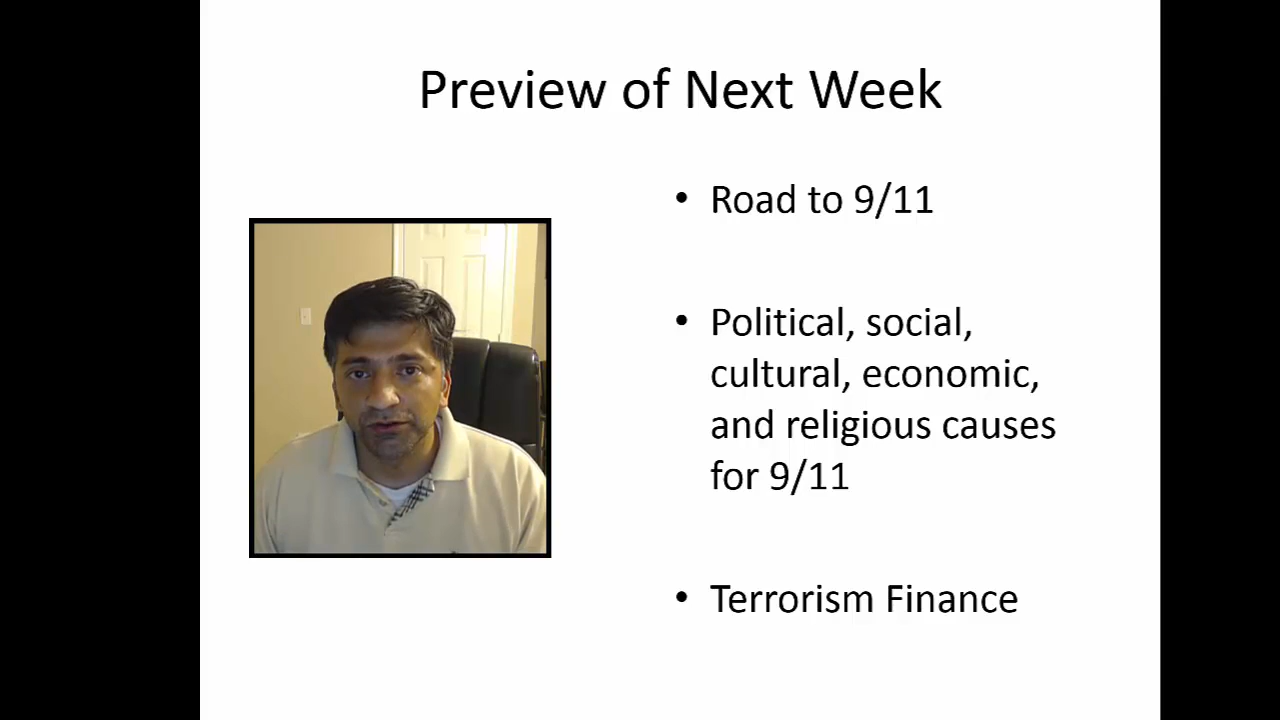 Preview of Next Week
• Road to 9/11
• Political, social,
cultural, economic,
and religious causes
for 9/11
• Terrorism Finance